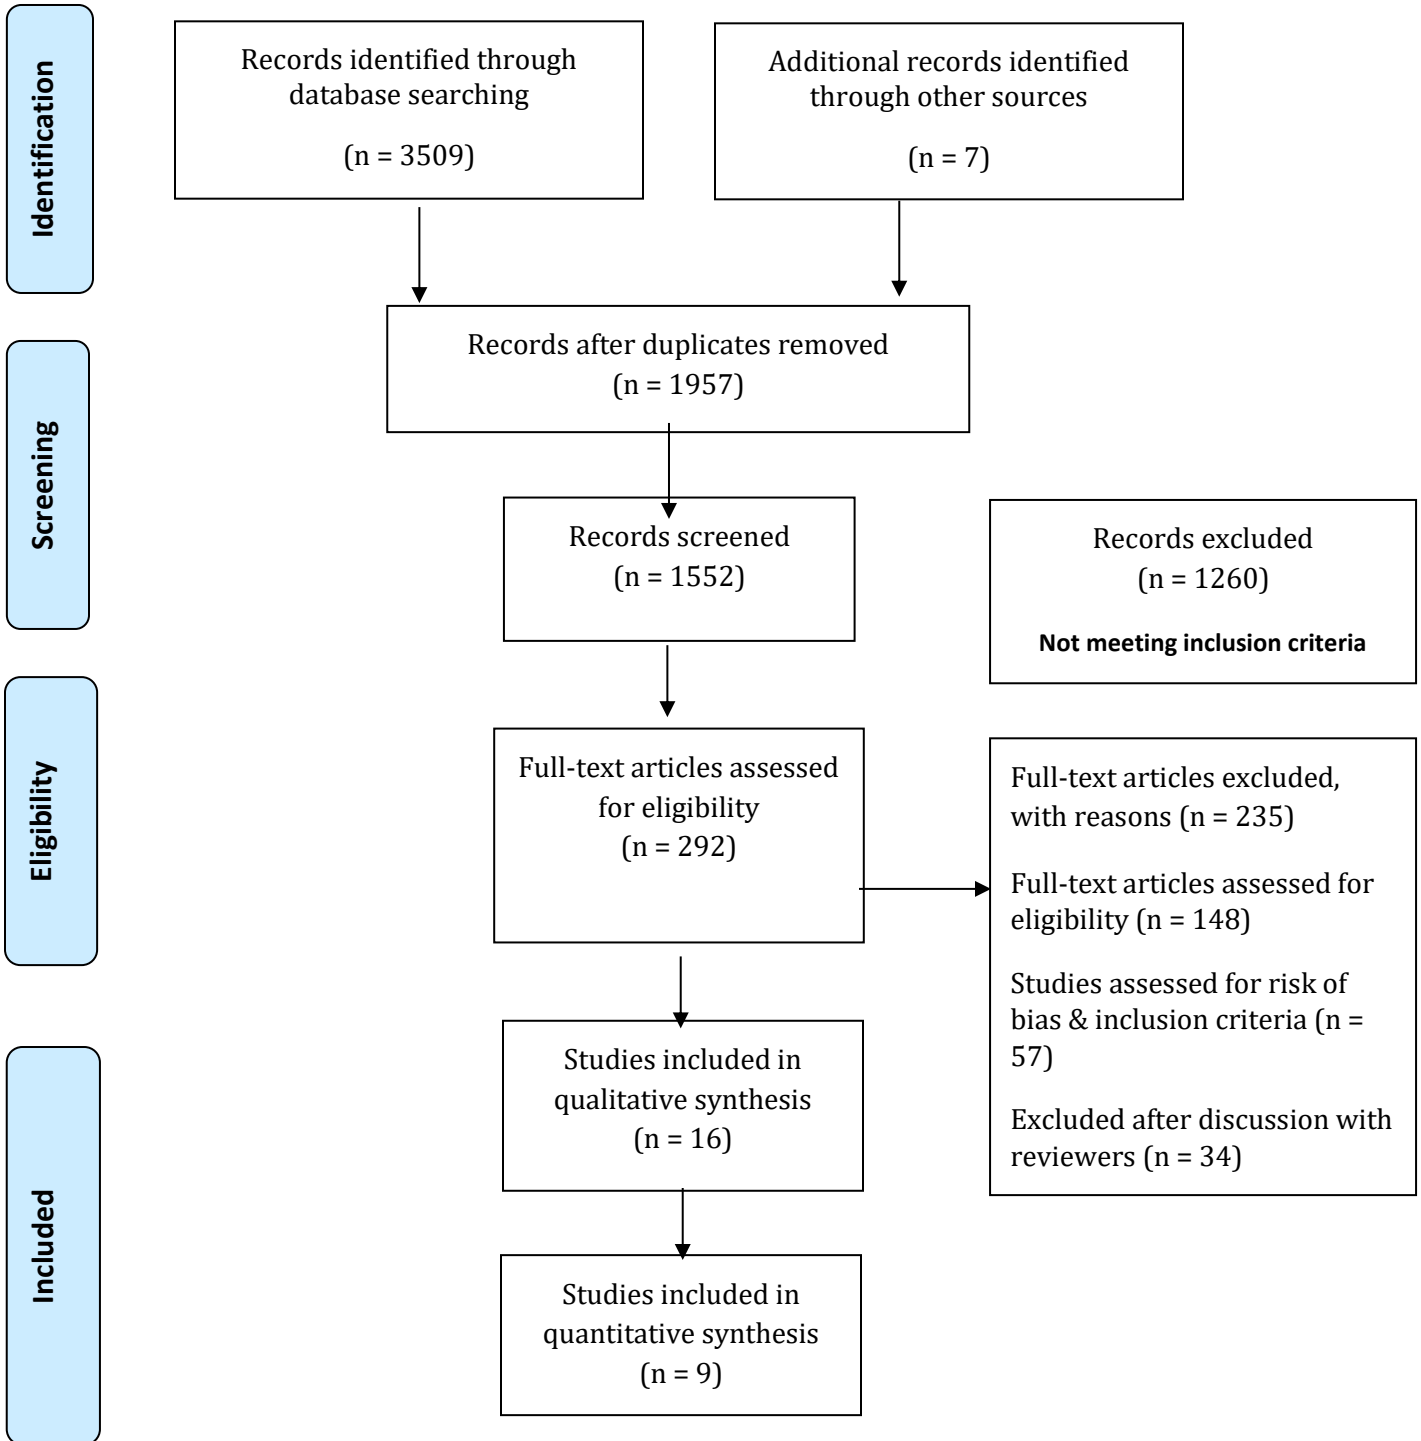 Identification
Records identified through
database searching
(n = 3509)
Additional records identified
through other sources
(n = 7)
Records after duplicates removed
(n = 1957)
Screening
Records screened
(n = 1552)
Records excluded
(n = 1260)
Not meeting inclusion criteria
Eligibility
Full-text articles assessed
for eligibility
(n = 292)
Full-text articles excluded,
with reasons (n = 235)
Full-text articles assessed for
eligibility (n = 148)
Studies assessed for risk of
bias & inclusion criteria (n =
57)
Excluded after discussion with
reviewers (n = 34)
Included
Studies included in
qualitative synthesis
(n = 16)
Studies included in
quantitative synthesis
(n = 9)